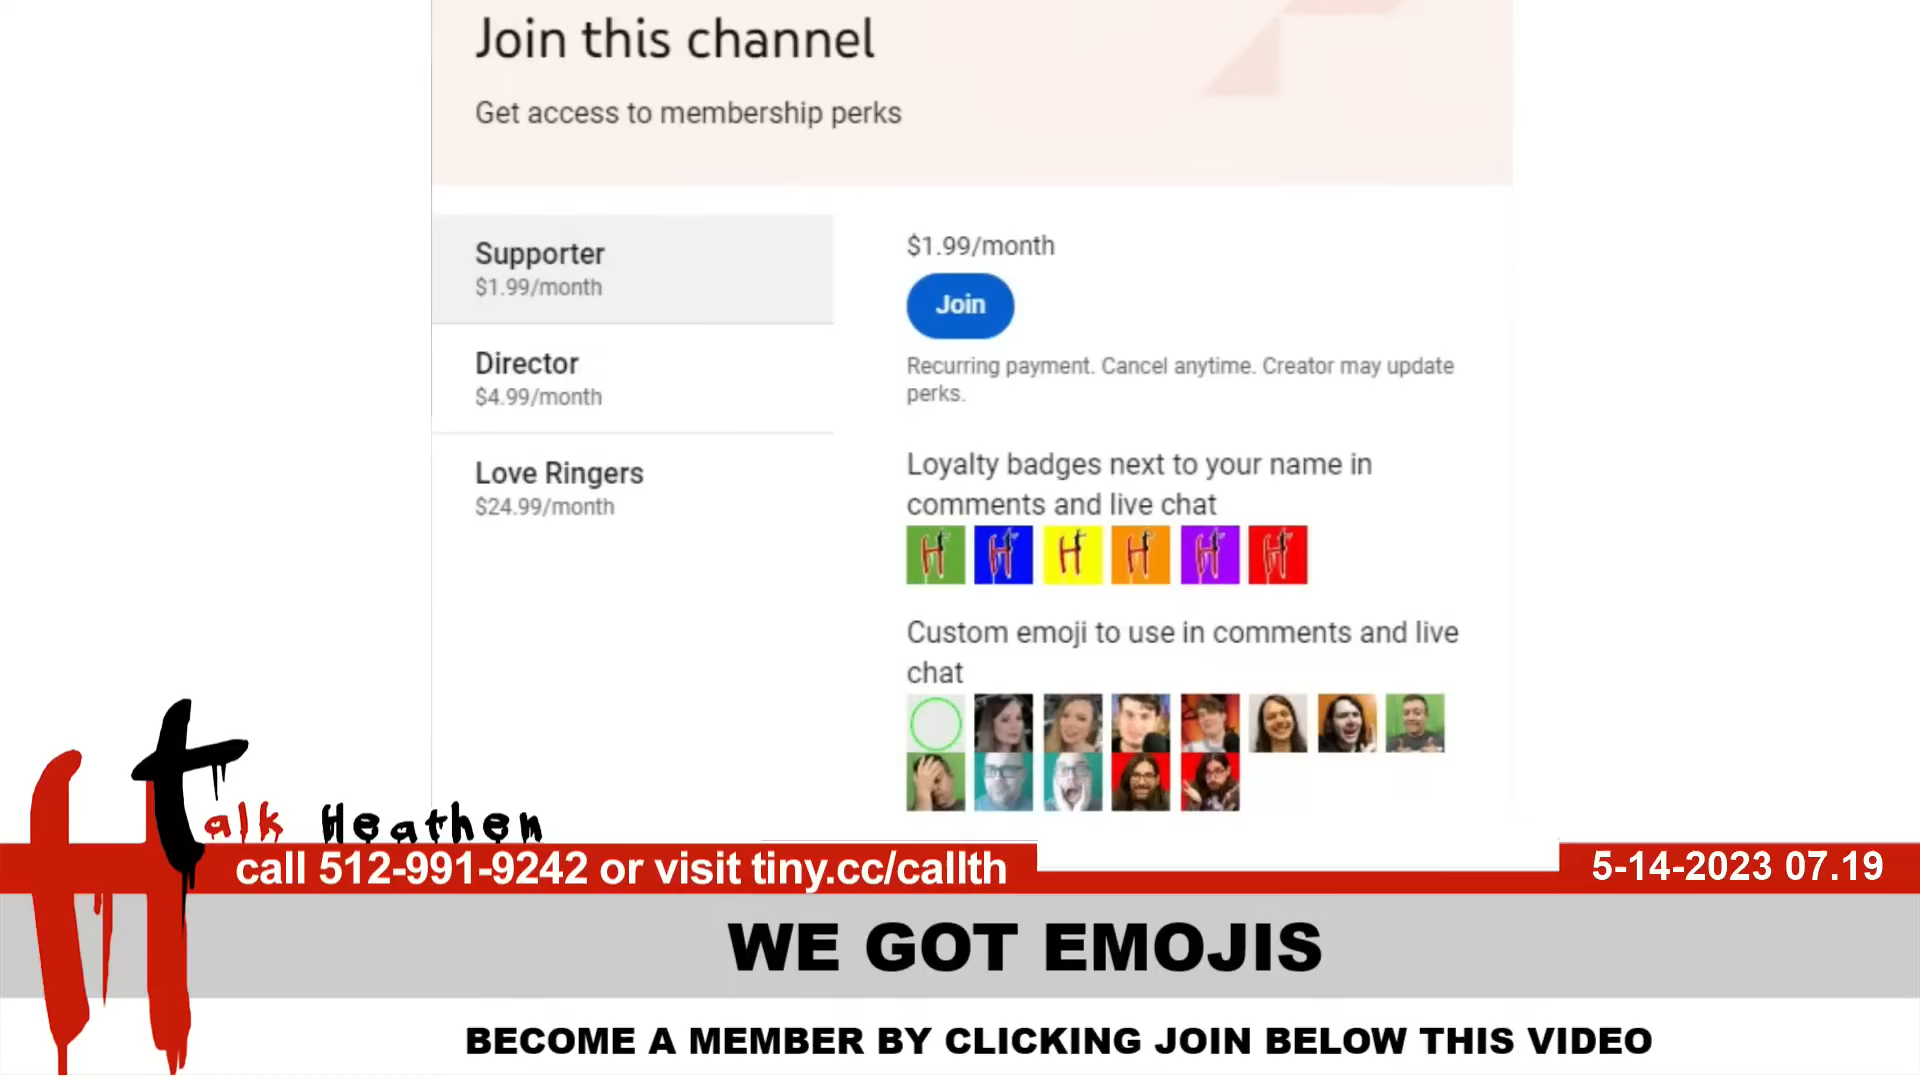 Join this channel
Get access to membership perks
Supporter
$1.99/month
Director
$4.99/month
Love Ringers
$24.99/month
$1.99/month
Join
Recurring payment. Cancel anytime. Creator may update
perks.
Loyalty badges next to your name in
comments and live chat
H H H H H H
Custom emoji to use in comments and live
chat
talk Heathen
call 512-991-9242 or visit tiny.cc/callth
5-14-2023 07.19
WE GOT EMOJIS
BECOME A MEMBER BY CLICKING JOIN BELOW THIS VIDEO